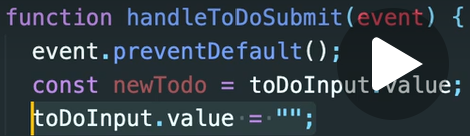 function handleToDoSubmit(event) {
event.preventDefault();
const newTodo = toDoInput.value;
toDoInput.value = "";